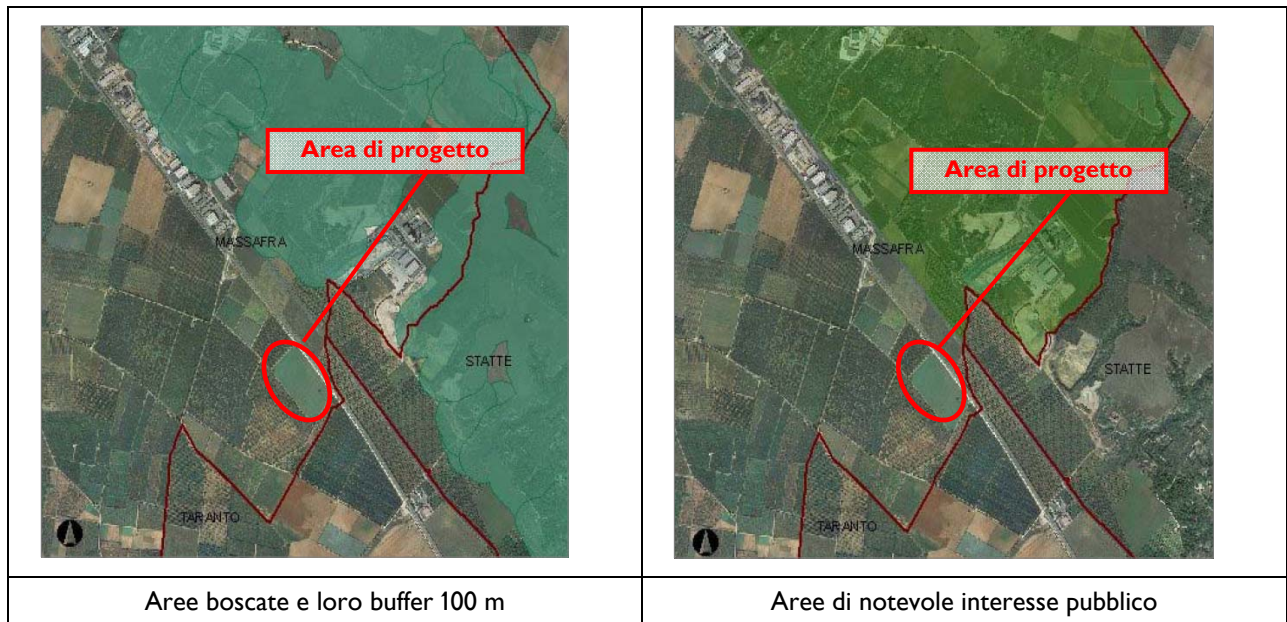 Area di progetto
MASSAFRA
STATTE
TARANTO
Aree boscate e loro buffer 100 m
Area di progetto
MASSAFRA
STATTE
TARANTO
Aree di notevole interesse pubblico